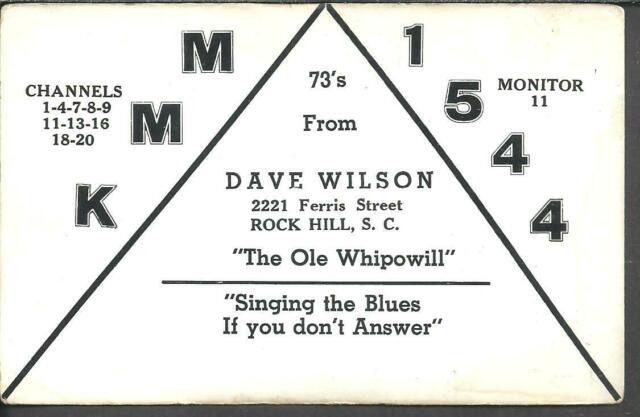 K M M 1 5 4 4
CHANNELS
1-4-7-8-9
11-13-16
18-20
MONITOR
11
73's
From
DAVE WILSON
2221 Ferris Street
ROCK HILL, S. C.
"The Ole Whipowill"
"Singing the Blues
If you don't Answer"